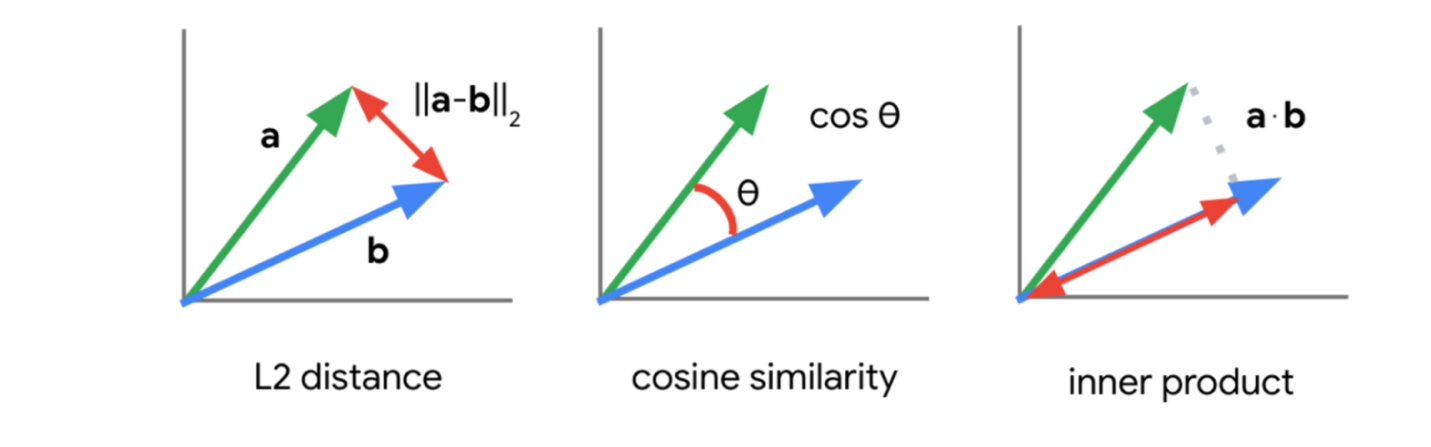 a
||a-b||₂
b
L2 distance
cos θ
θ
cosine similarity
a · b
inner product